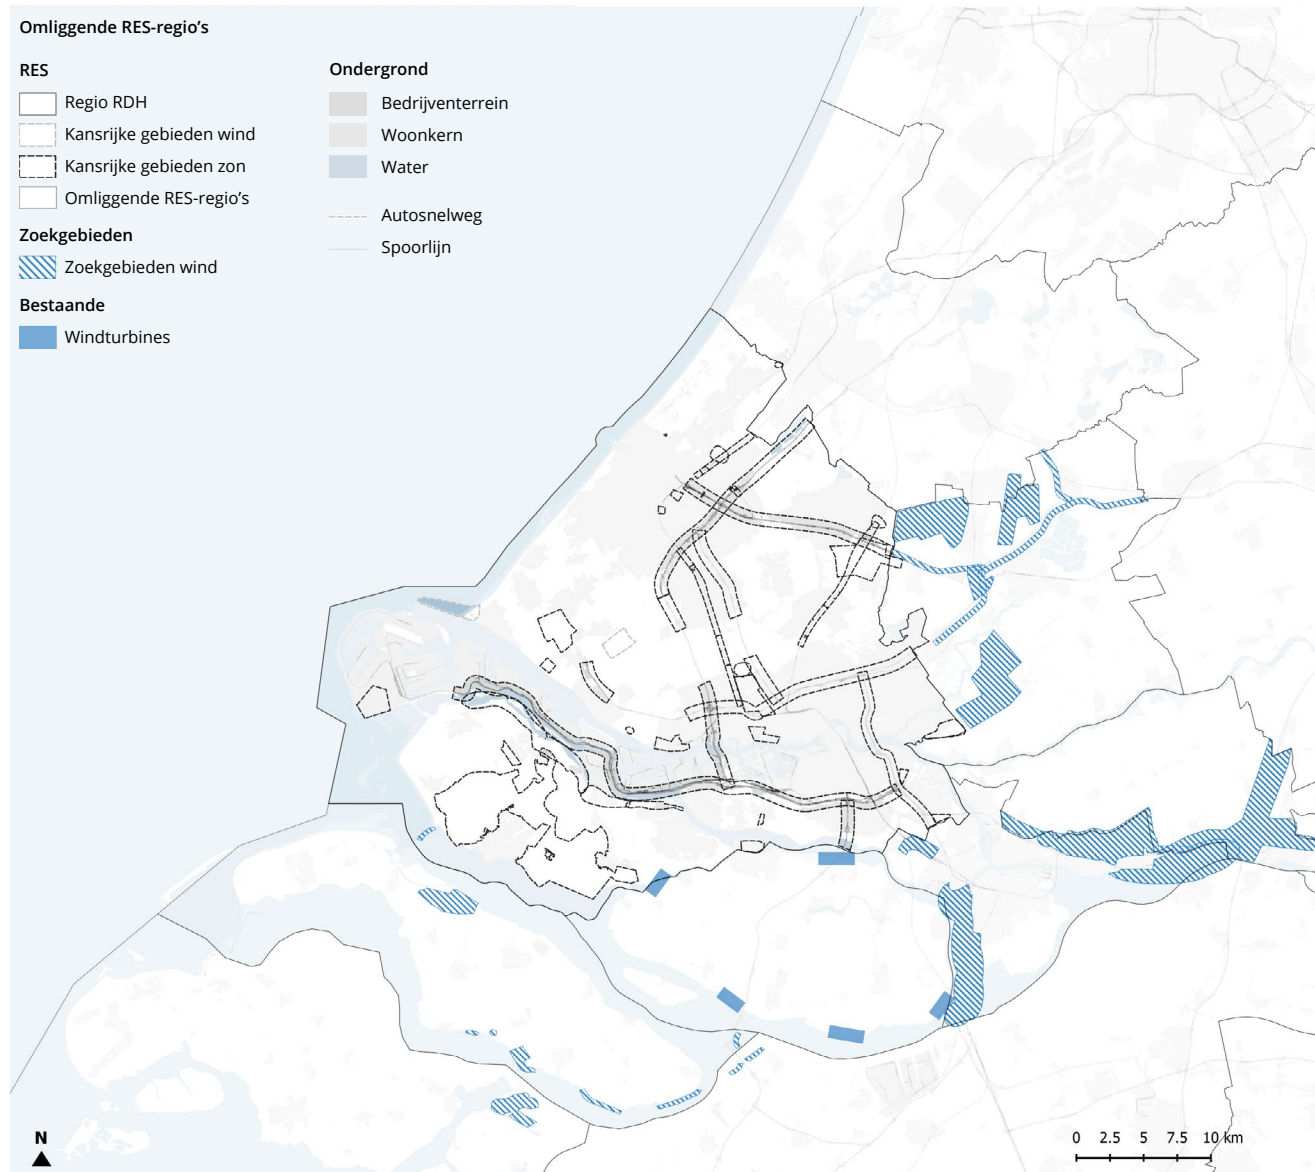 Omliggende RES-regio’s
RES
Regio RDH
Kansrijke gebieden wind
Kansrijke gebieden zon
Omliggende RES-regio’s
Zoekgebieden
Zoekgebieden wind
Bestaande
Windturbines
Ondergrond
Bedrijventerrein
Woonkern
Water
Autosnelweg
Spoorlijn
N
0 2.5 5 7.5 10 km